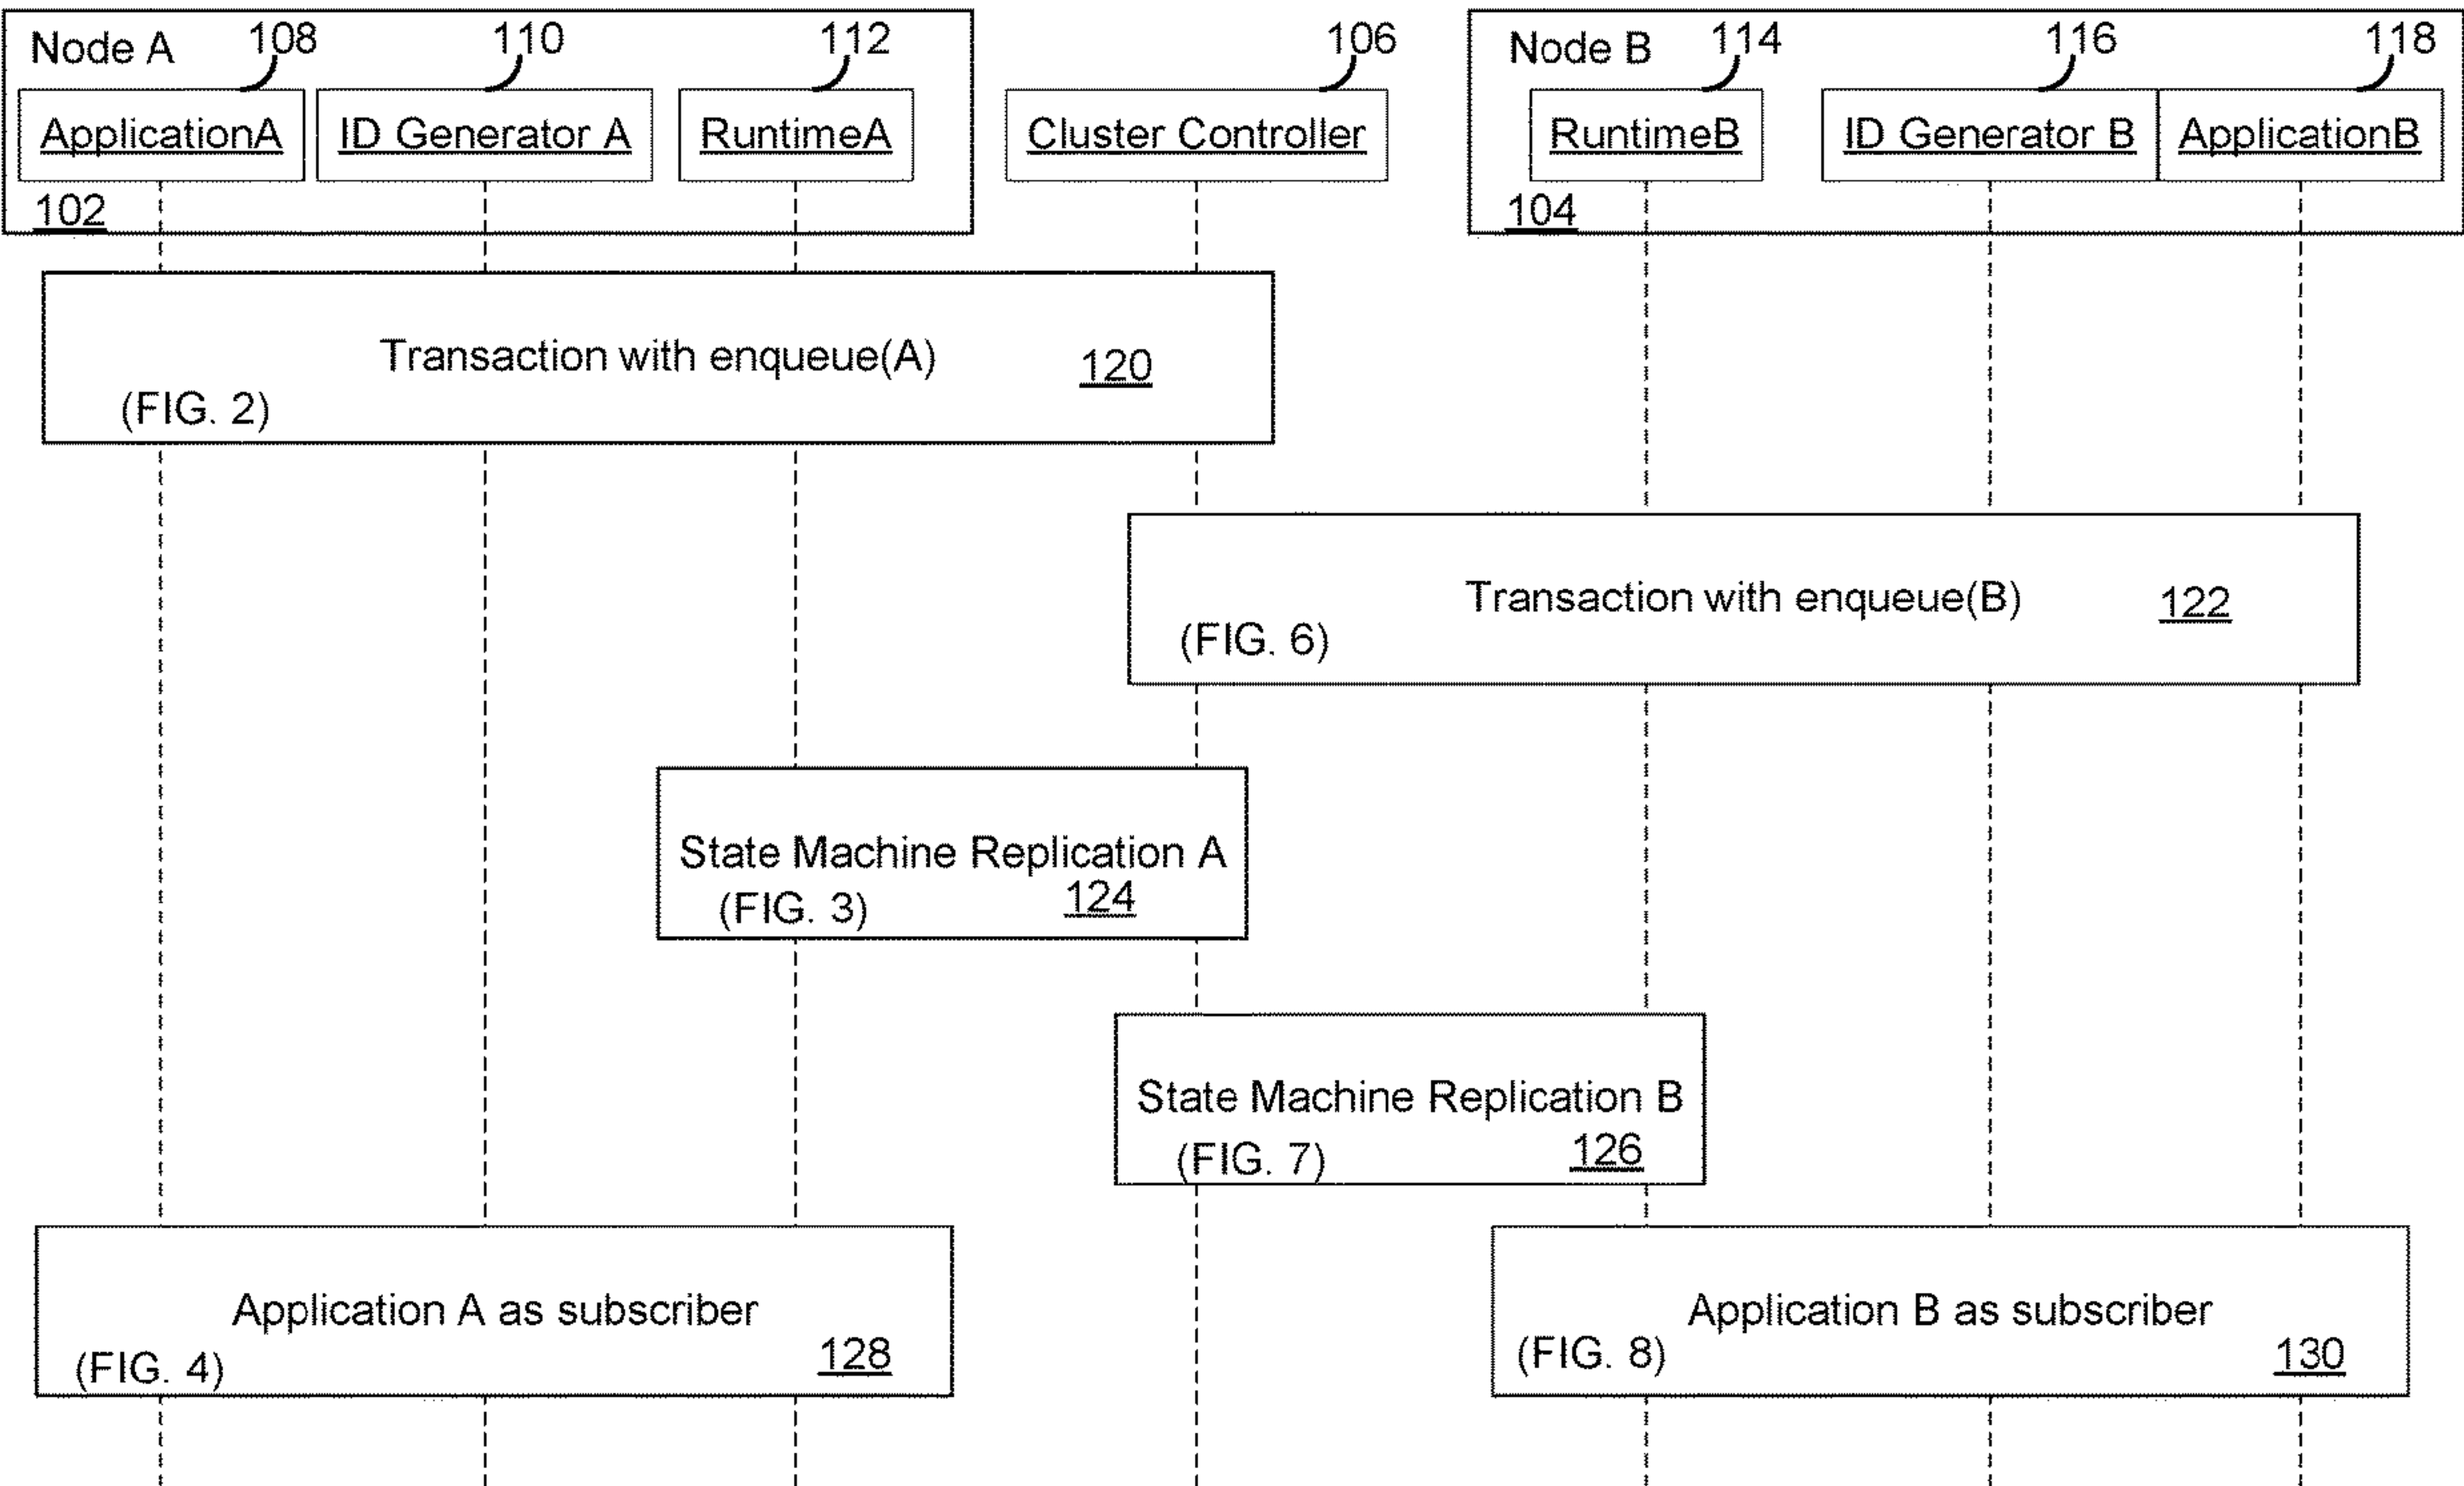 Node A 108 110 112 106 Node B 114 116 118
ApplicationA ID Generator A RuntimeA Cluster Controller RuntimeB ID Generator B ApplicationB
102 104
Transaction with enqueue(A) 120
(FIG. 2)
Transaction with enqueue(B) 122
(FIG. 6)
State Machine Replication A
(FIG. 3) 124
State Machine Replication B
(FIG. 7) 126
Application A as subscriber
(FIG. 4) 128
Application B as subscriber
(FIG. 8) 130